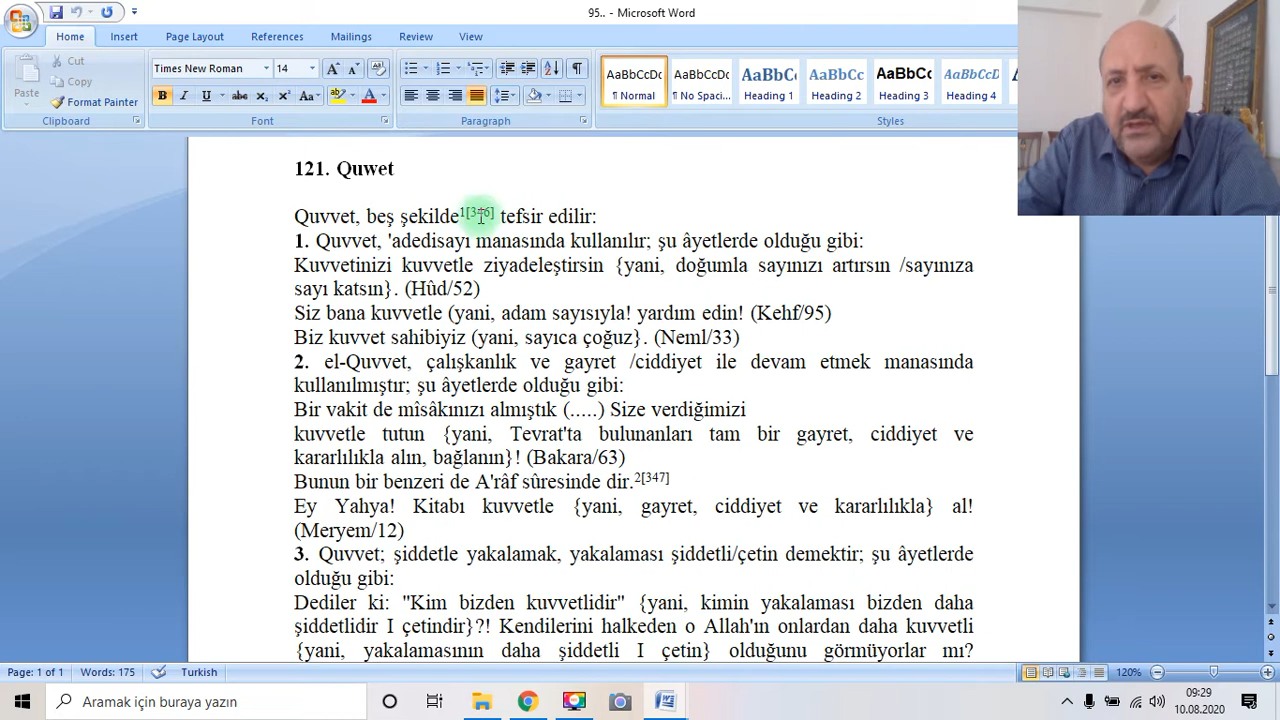 95.. - Microsoft Word
Home Insert Page Layout References Mailings Review View
Cut
Copy
Paste
Format Painter
Clipboard
Times New Roman 14
Font
Paragraph
AaBbCcDc AaBbCcDc AaBbCc AaBbCc AaBbCc AaBbCcI
¶ Normal ¶ No Spaci... Heading 1 Heading 2 Heading 3 Heading 4
Styles
121. Quwet
Quvvet, beş şekilde1[346] tefsir edilir:
1. Quvvet, 'adedisayı manasında kullanılır; şu âyetlerde olduğu gibi:
Kuvvetinizi kuvvetle ziyadeleştirsin {yani, doğumla sayınızı artırsın /sayınıza
sayı katsın}. (Hûd/52)
Siz bana kuvvetle (yani, adam sayısıyla! yardım edin! (Kehf/95)
Biz kuvvet sahibiyiz (yani, sayıca çoğuz}. (Neml/33)
2. el-Quvvet, çalışkanlık ve gayret /ciddiyet ile devam etmek manasında
kullanılmıştır; şu âyetlerde olduğu gibi:
Bir vakit de mîsâkınızı almıştık (.....) Size verdiğimizi
kuvvetle tutun {yani, Tevrat'ta bulunanları tam bir gayret, ciddiyet ve
kararlılıkla alın, bağlanın}! (Bakara/63)
Bunun bir benzeri de A'râf sûresinde dir.2[347]
Ey Yahya! Kitabı kuvvetle {yani, gayret, ciddiyet ve kararlılıkla} al!
(Meryem/12)
3. Quvvet; şiddetle yakalamak, yakalaması şiddetli/çetin demektir; şu âyetlerde
olduğu gibi:
Dediler ki: "Kim bizden kuvvetlidir" {yani, kimin yakalaması bizden daha
şiddetlidir I çetindir}?! Kendilerini halkeden o Allah'ın onlardan daha kuvvetli
{yani, yakalamasının daha şiddetli I çetin} olduğunu görmüyorlar mı?
Page: 1 of 1 Words: 175 Turkish 120%
Aramak için buraya yazın
09:29
10.08.2020